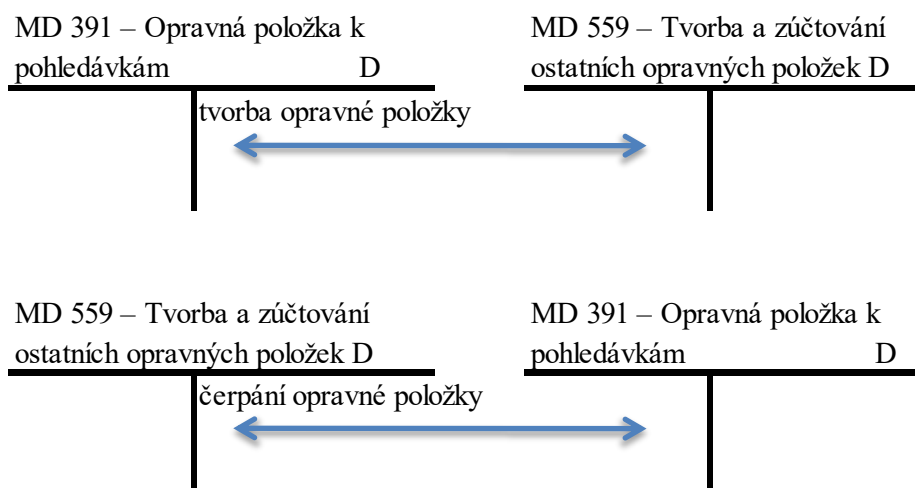 MD 391 – Opravná položka k
pohledávkám D
MD 559 – Tvorba a zúčtování
ostatních opravných položek D
tvorba opravné položky
MD 559 – Tvorba a zúčtování
ostatních opravných položek D
MD 391 – Opravná položka k
pohledávkám D
čerpání opravné položky